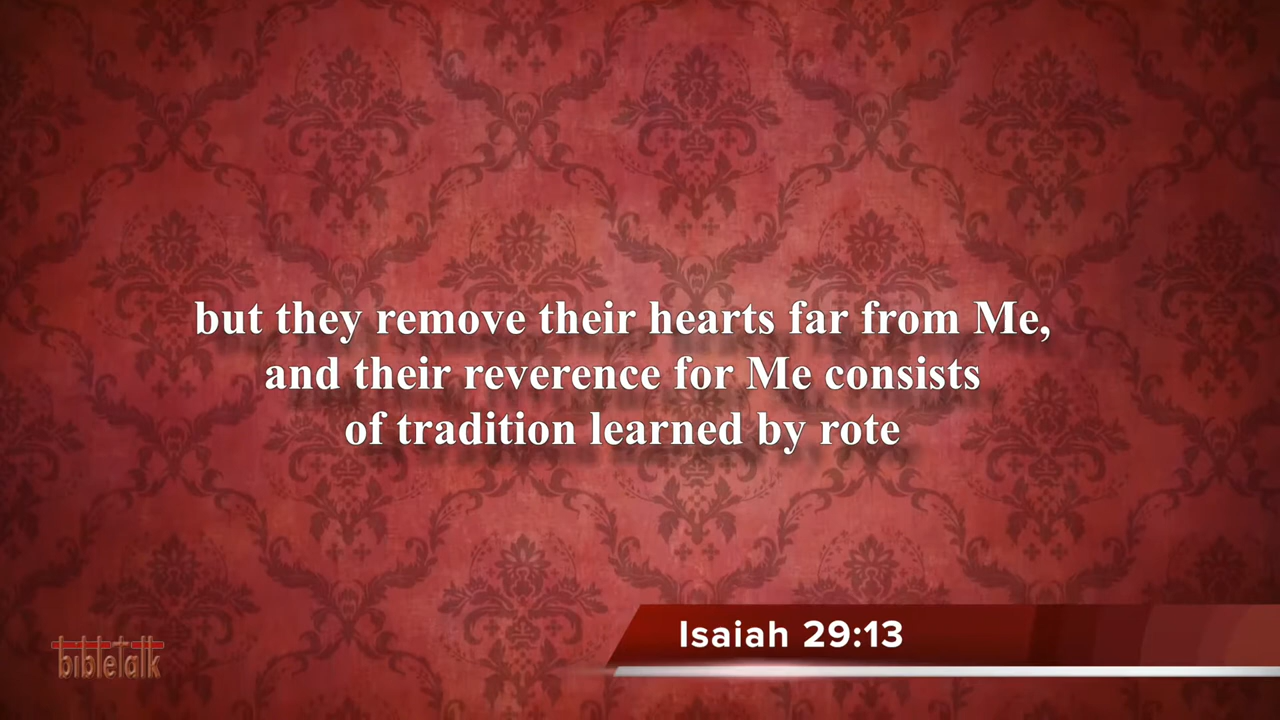 but they remove their hearts far from Me,
and their reverence for Me consists
of tradition learned by rote
Isaiah 29:13
bibletalk